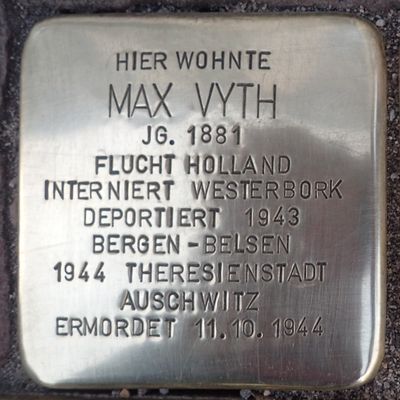 HIER WOHNTE
MAX VYTH
JG. 1881
FLUCHT HOLLAND
INTERNIERT WESTERBORK
DEPORTIERT 1943
BERGEN-BELSEN
1944 THERESIENSTADT
AUSCHWITZ
ERMORDET 11.10.1944